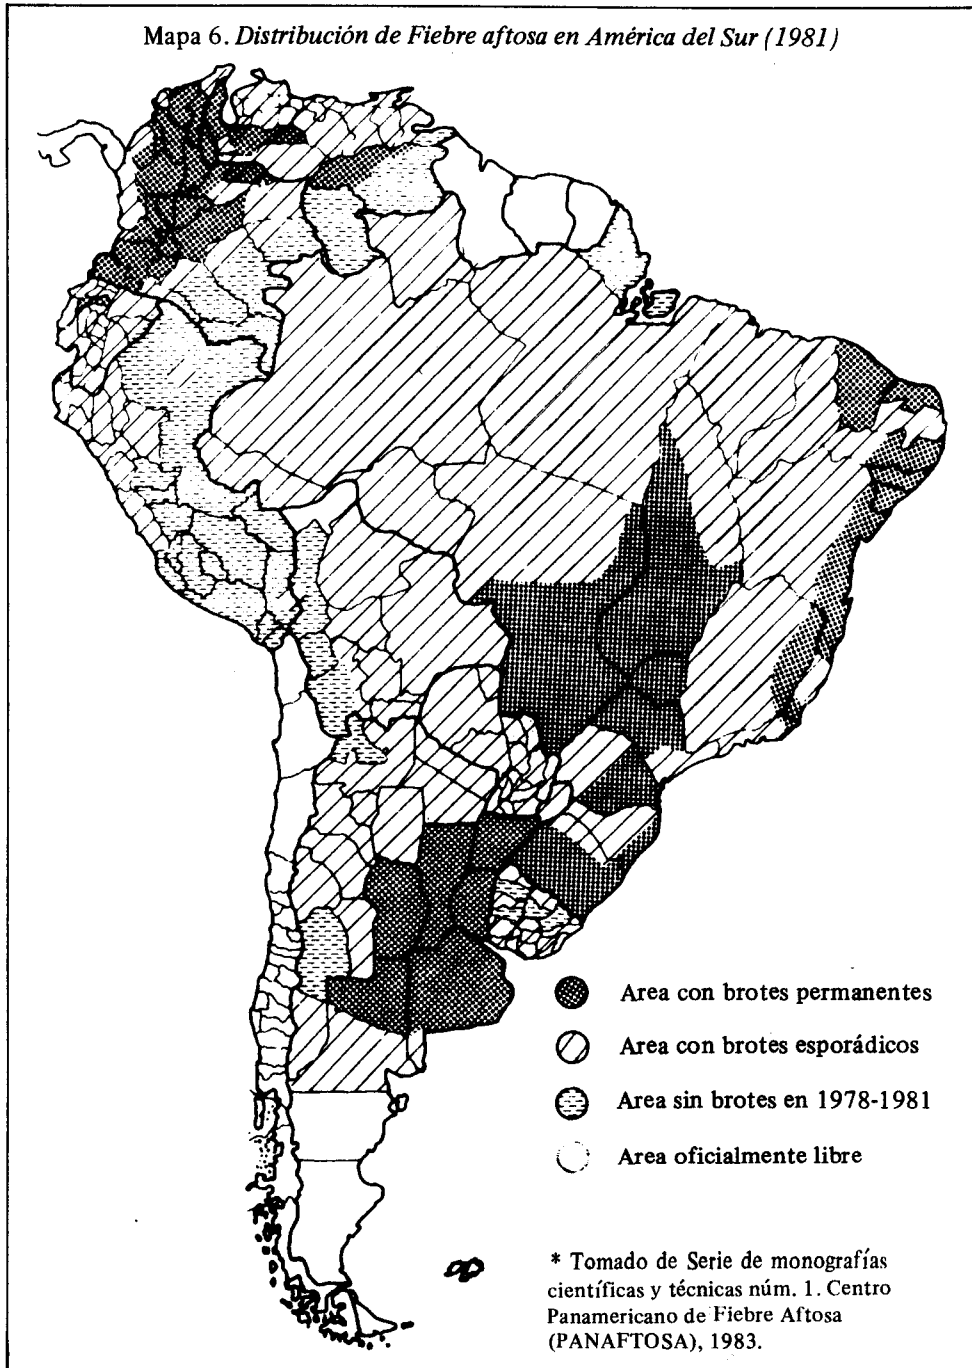 Mapa 6. Distribución de Fiebre aftosa en América del Sur (1981)
Area con brotes permanentes
Area con brotes esporádicos
Area sin brotes en 1978-1981
Area oficialmente libre
* Tomado de Serie de monografías
científicas y técnicas núm. 1. Centro
Panamericano de Fiebre Aftosa
(PANAFTOSA), 1983.